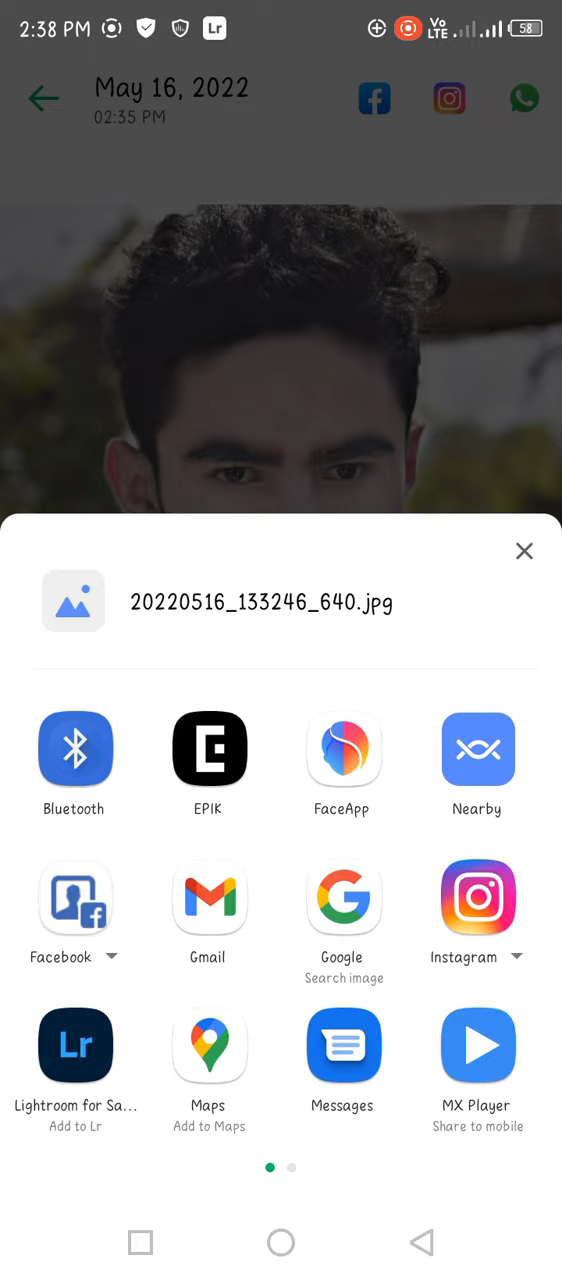 2:38 PM Lr Vo LTE 58
May 16, 2022
02:35 PM
20220516_133246_640.jpg
Bluetooth EPIK FaceApp Nearby
Facebook Gmail Google Instagram
Search image
Lr
Lightroom for Sa... Maps Messages MX Player
Add to Lr Add to Maps Share to mobile